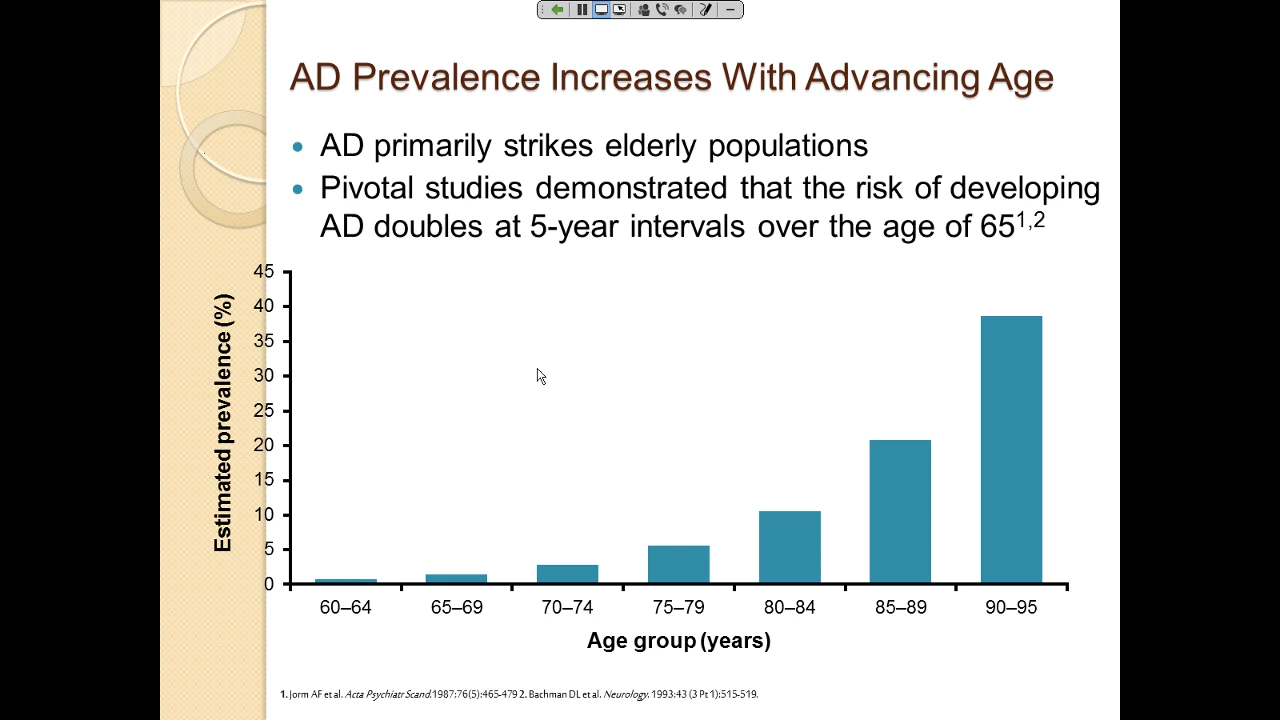 AD Prevalence Increases With Advancing Age
• AD primarily strikes elderly populations
• Pivotal studies demonstrated that the risk of developing
AD doubles at 5-year intervals over the age of 65¹,²
Estimated prevalence (%)
45
40
35
30
25
20
15
10
5
0
60–64 65–69 70–74 75–79 80–84 85–89 90–95
Age group (years)
1. Jorm AF et al. Acta Psychiatr Scand.1987;76(5):465-479 2. Bachman DL et al. Neurology. 1993;43 (3 Pt 1):515-519.